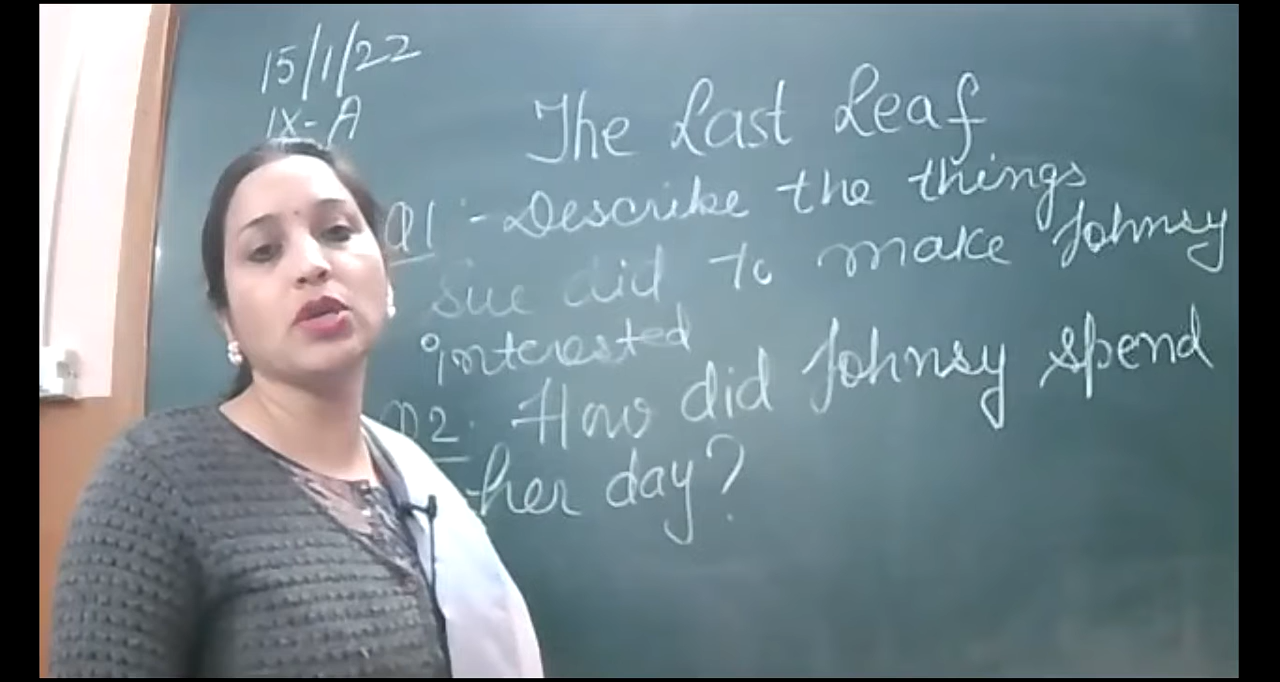 15/1/22
IX-A
The Last Leaf
Q1:- Describe the things
Sue did to make Johnsy
interested
Q2. How did Johnsy spend
her day?